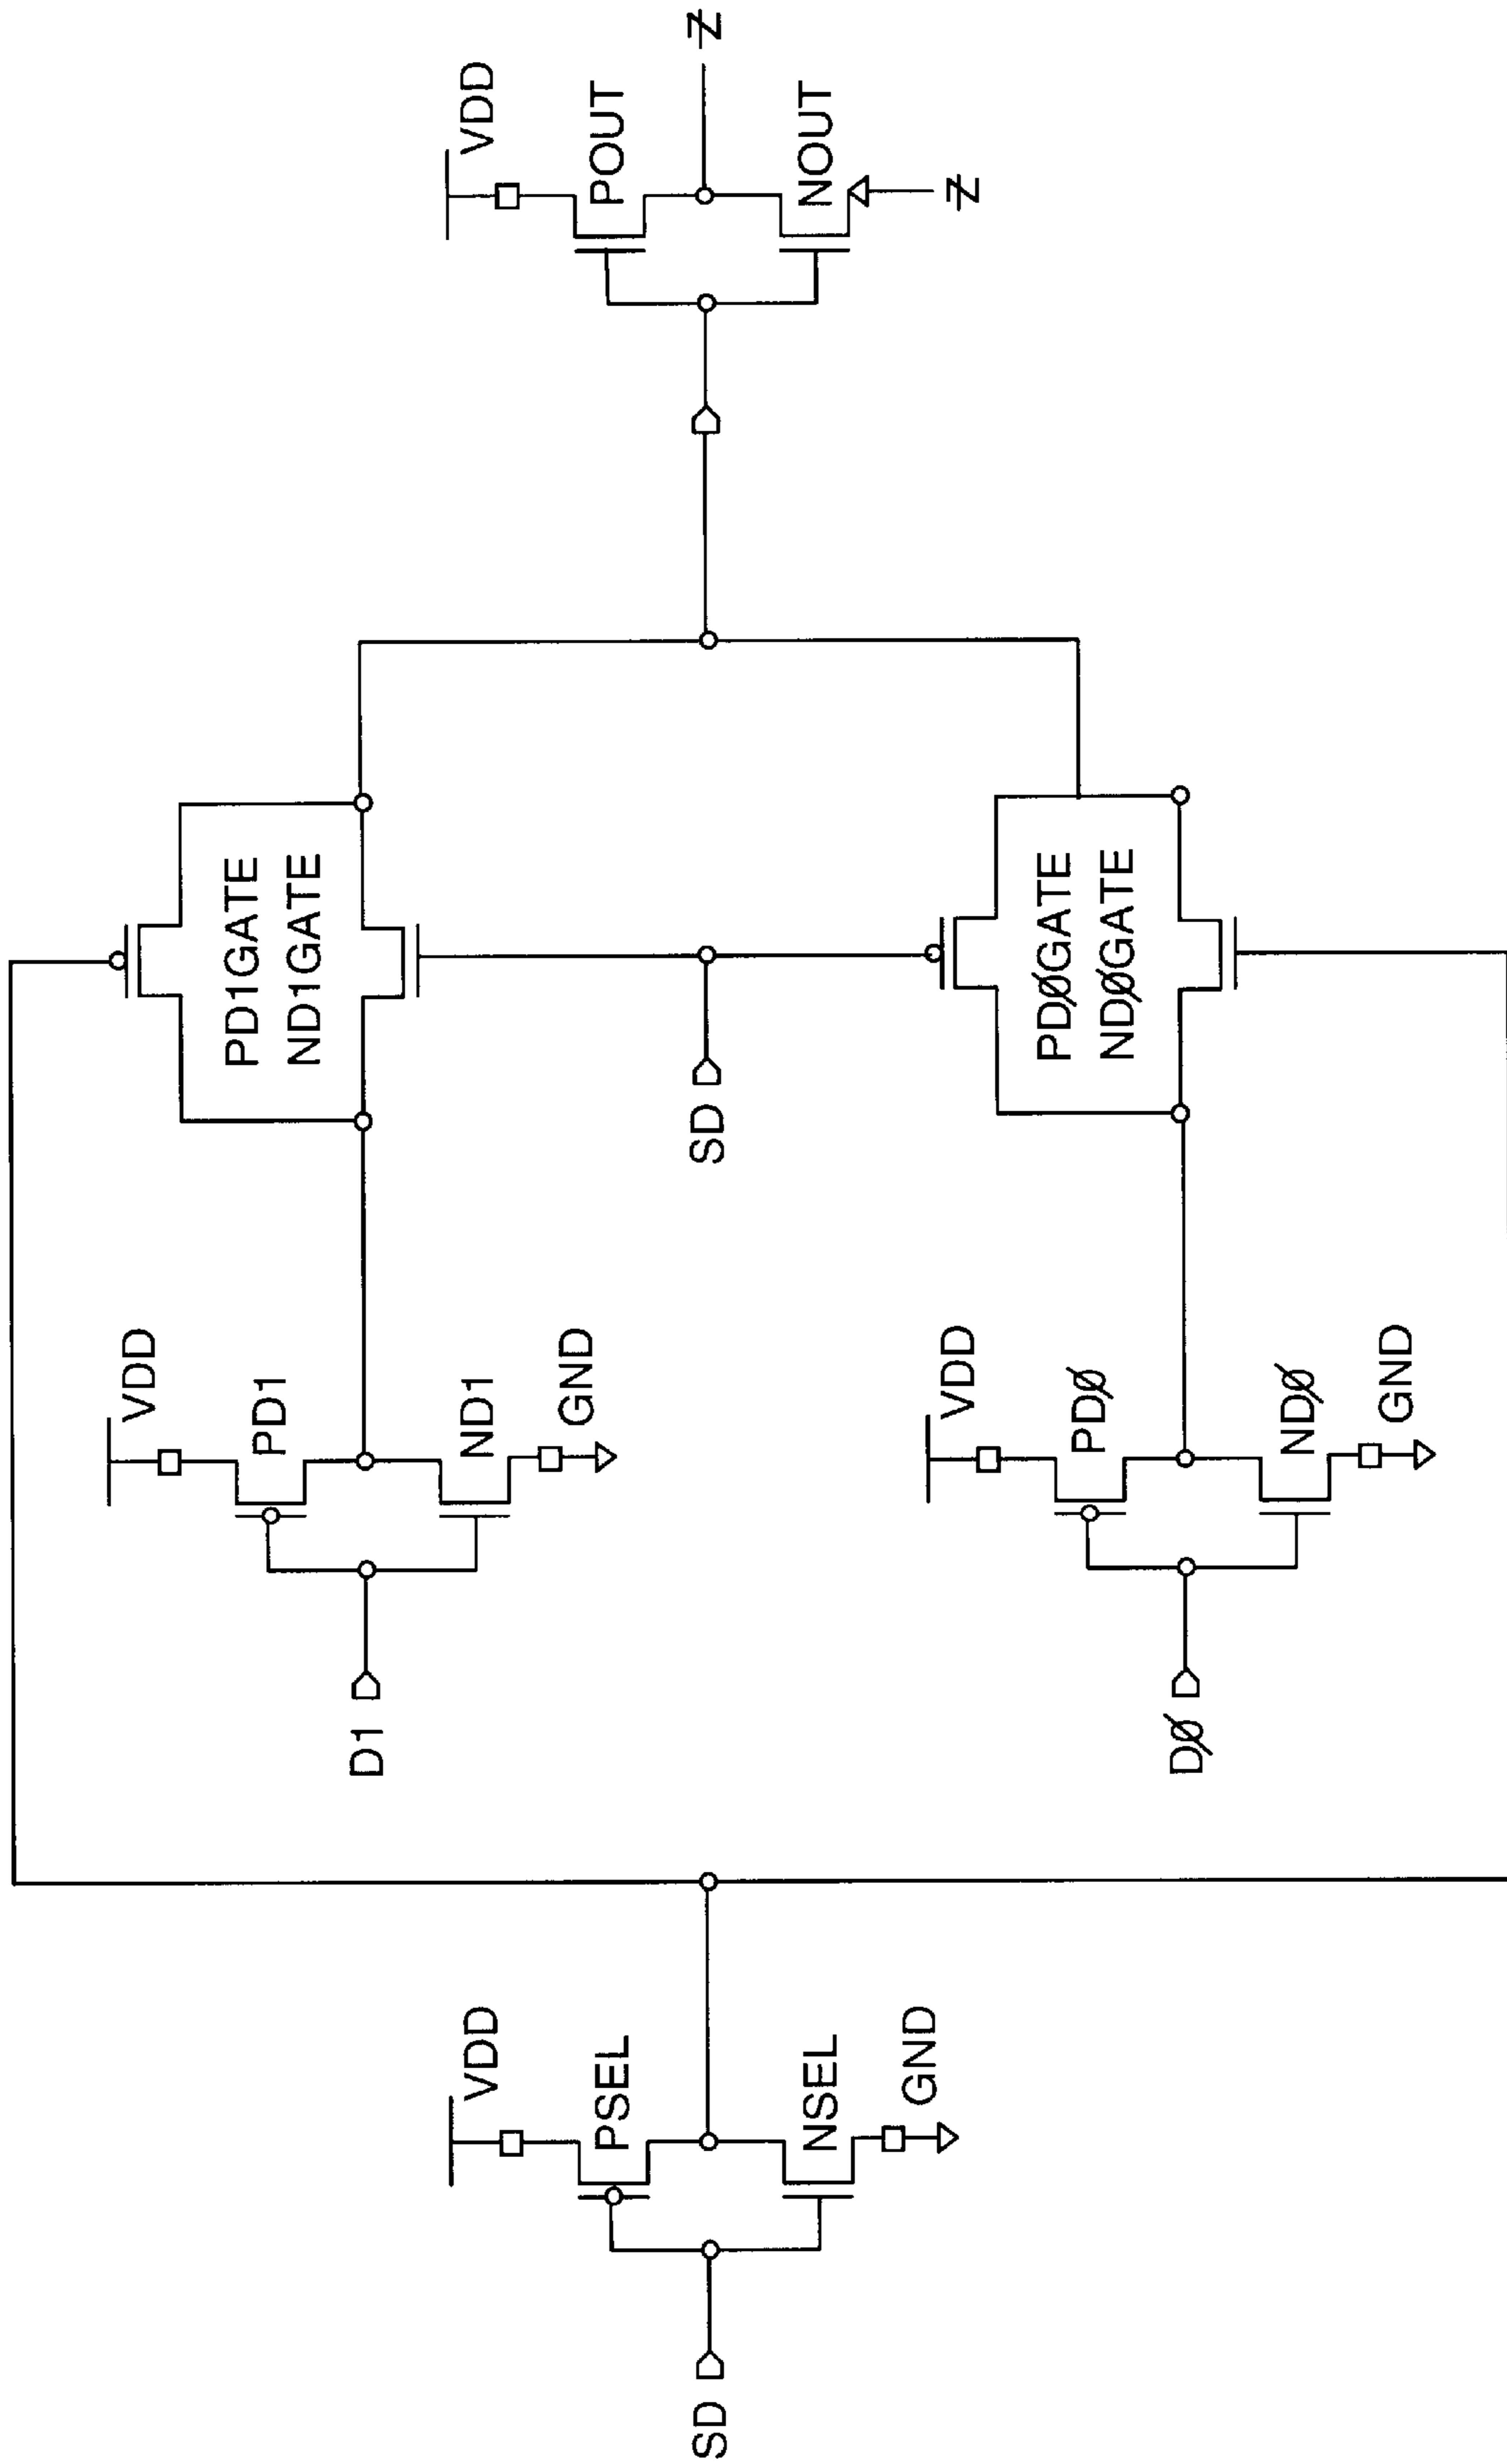 VDD
PD1GATE
PD1
ND1GATE
D1
ND1
VDD
VDD
GND
PSEL
POUT
SD
SD
Z
NSEL
NOUT
GND
VDD
Z
PDØGATE
PDØ
NDØGATE
DØ
NDØ
GND